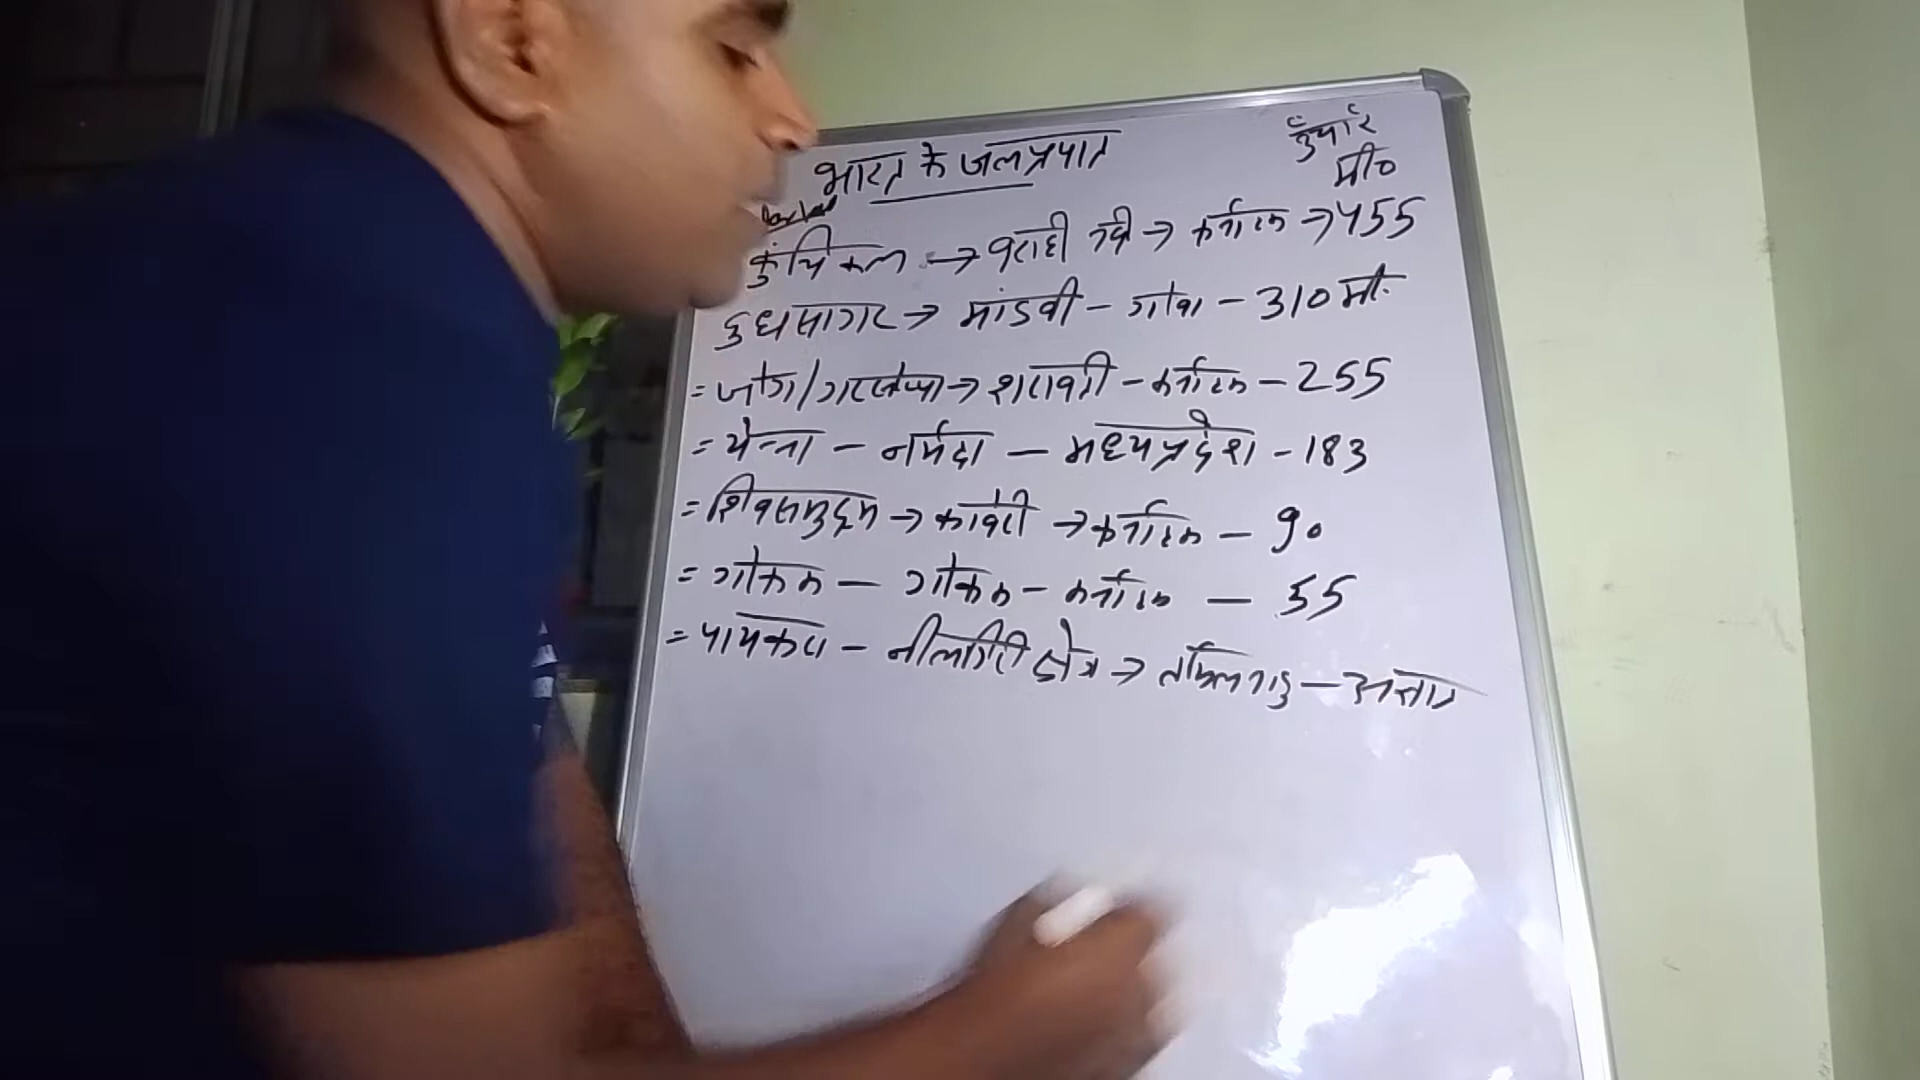 भारत के जलप्रपात
ऊंचाई
मी०
कुंचिकल → वराही नदी → कर्नाटक → 455
दुधसागर → मांडवी - गोवा - 310 मी.
= जोग/गरसोप्पा → शरावती - कर्नाटक - 255
= येन्ना - नर्मदा - मध्यप्रदेश - 183
= शिवसमुद्रम → कावेरी → कर्नाटक - 90
= गोकक - गोकक - कर्नाटक - 55
= पायकारा - नीलगिरी क्षेत्र → तमिलनाडु - अज्ञात